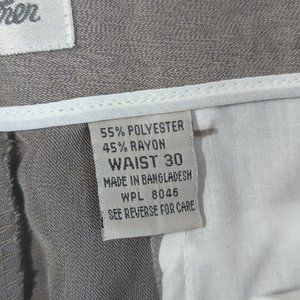 55% POLYESTER
45% RAYON
WAIST 30
MADE IN BANGLADESH
WPL 8046
SEE REVERSE FOR CARE